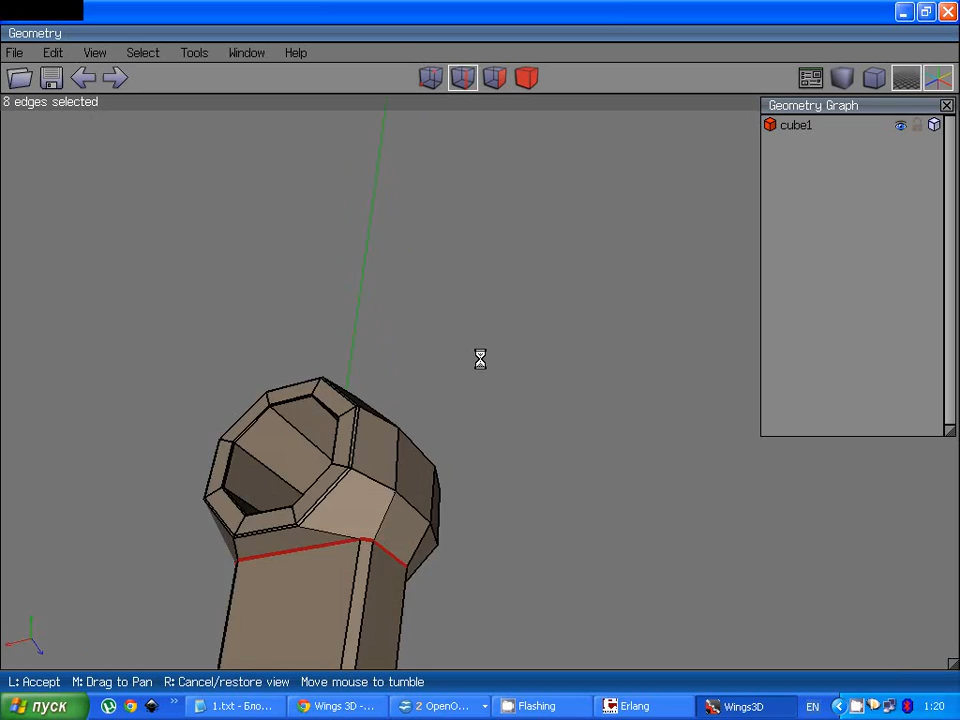 Geometry
File Edit View Select Tools Window Help
8 edges selected
Geometry Graph
cube1
L: Accept M: Drag to Pan R: Cancel/restore view Move mouse to tumble
пуск » 1.txt - Бло... Wings 3D -... 2 OpenO... Flashing Erlang Wings3D EN 1:20